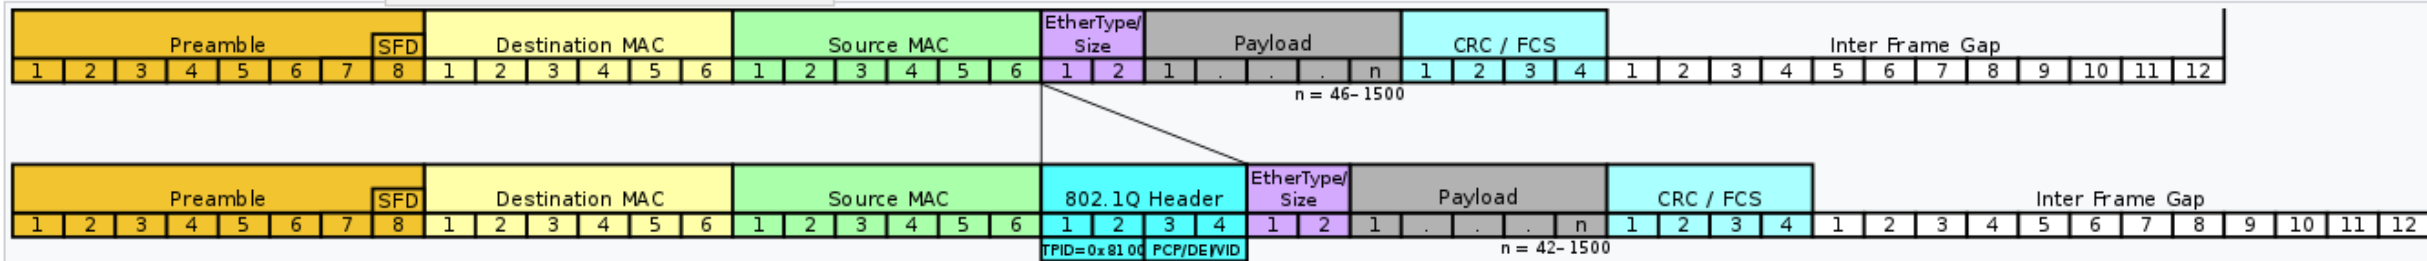 Preamble SFD Destination MAC Source MAC EtherType/ Size Payload CRC / FCS Inter Frame Gap
1 2 3 4 5 6 7 8 1 2 3 4 5 6 1 2 3 4 5 6 1 2 1 . . . n 1 2 3 4 1 2 3 4 5 6 7 8 9 10 11 12
n = 46–1500
Preamble SFD Destination MAC Source MAC 802.1Q Header EtherType/ Size Payload CRC / FCS Inter Frame Gap
1 2 3 4 5 6 7 8 1 2 3 4 5 6 1 2 3 4 5 6 1 2 3 4 1 2 1 . . . n 1 2 3 4 1 2 3 4 5 6 7 8 9 10 11 12
TPID=0x8100 PCP/DEI/VID n = 42–1500